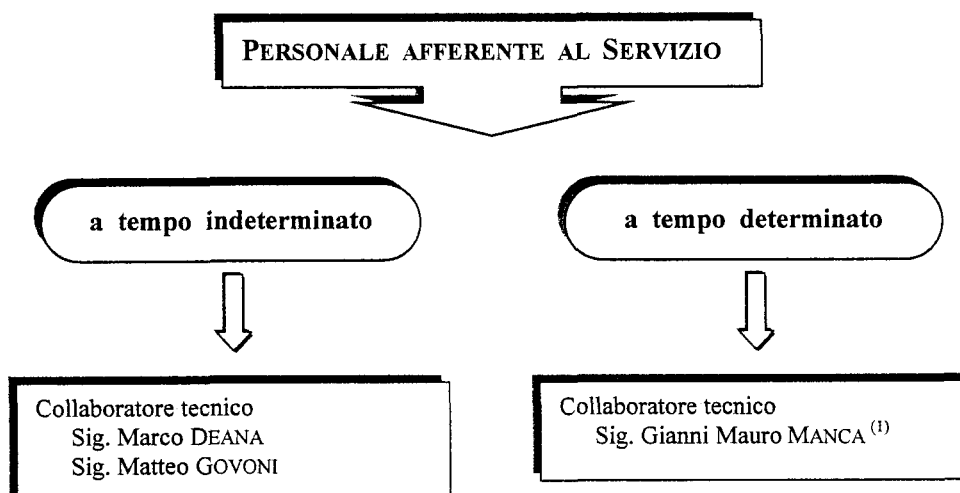 PERSONALE AFFERENTE AL SERVIZIO
a tempo indeterminato
a tempo determinato
Collaboratore tecnico
Sig. Marco DEANA
Sig. Matteo GOVONI
Collaboratore tecnico
Sig. Gianni Mauro MANCA (1)